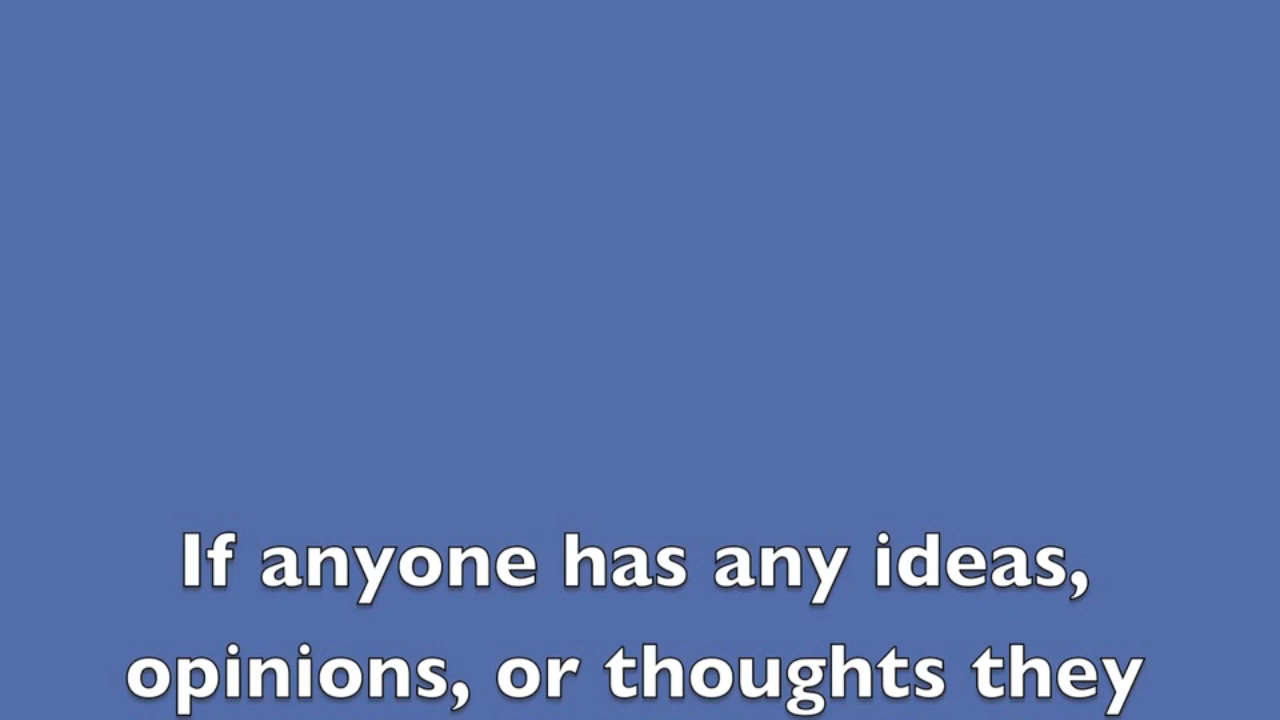 If anyone has any ideas,
opinions, or thoughts they